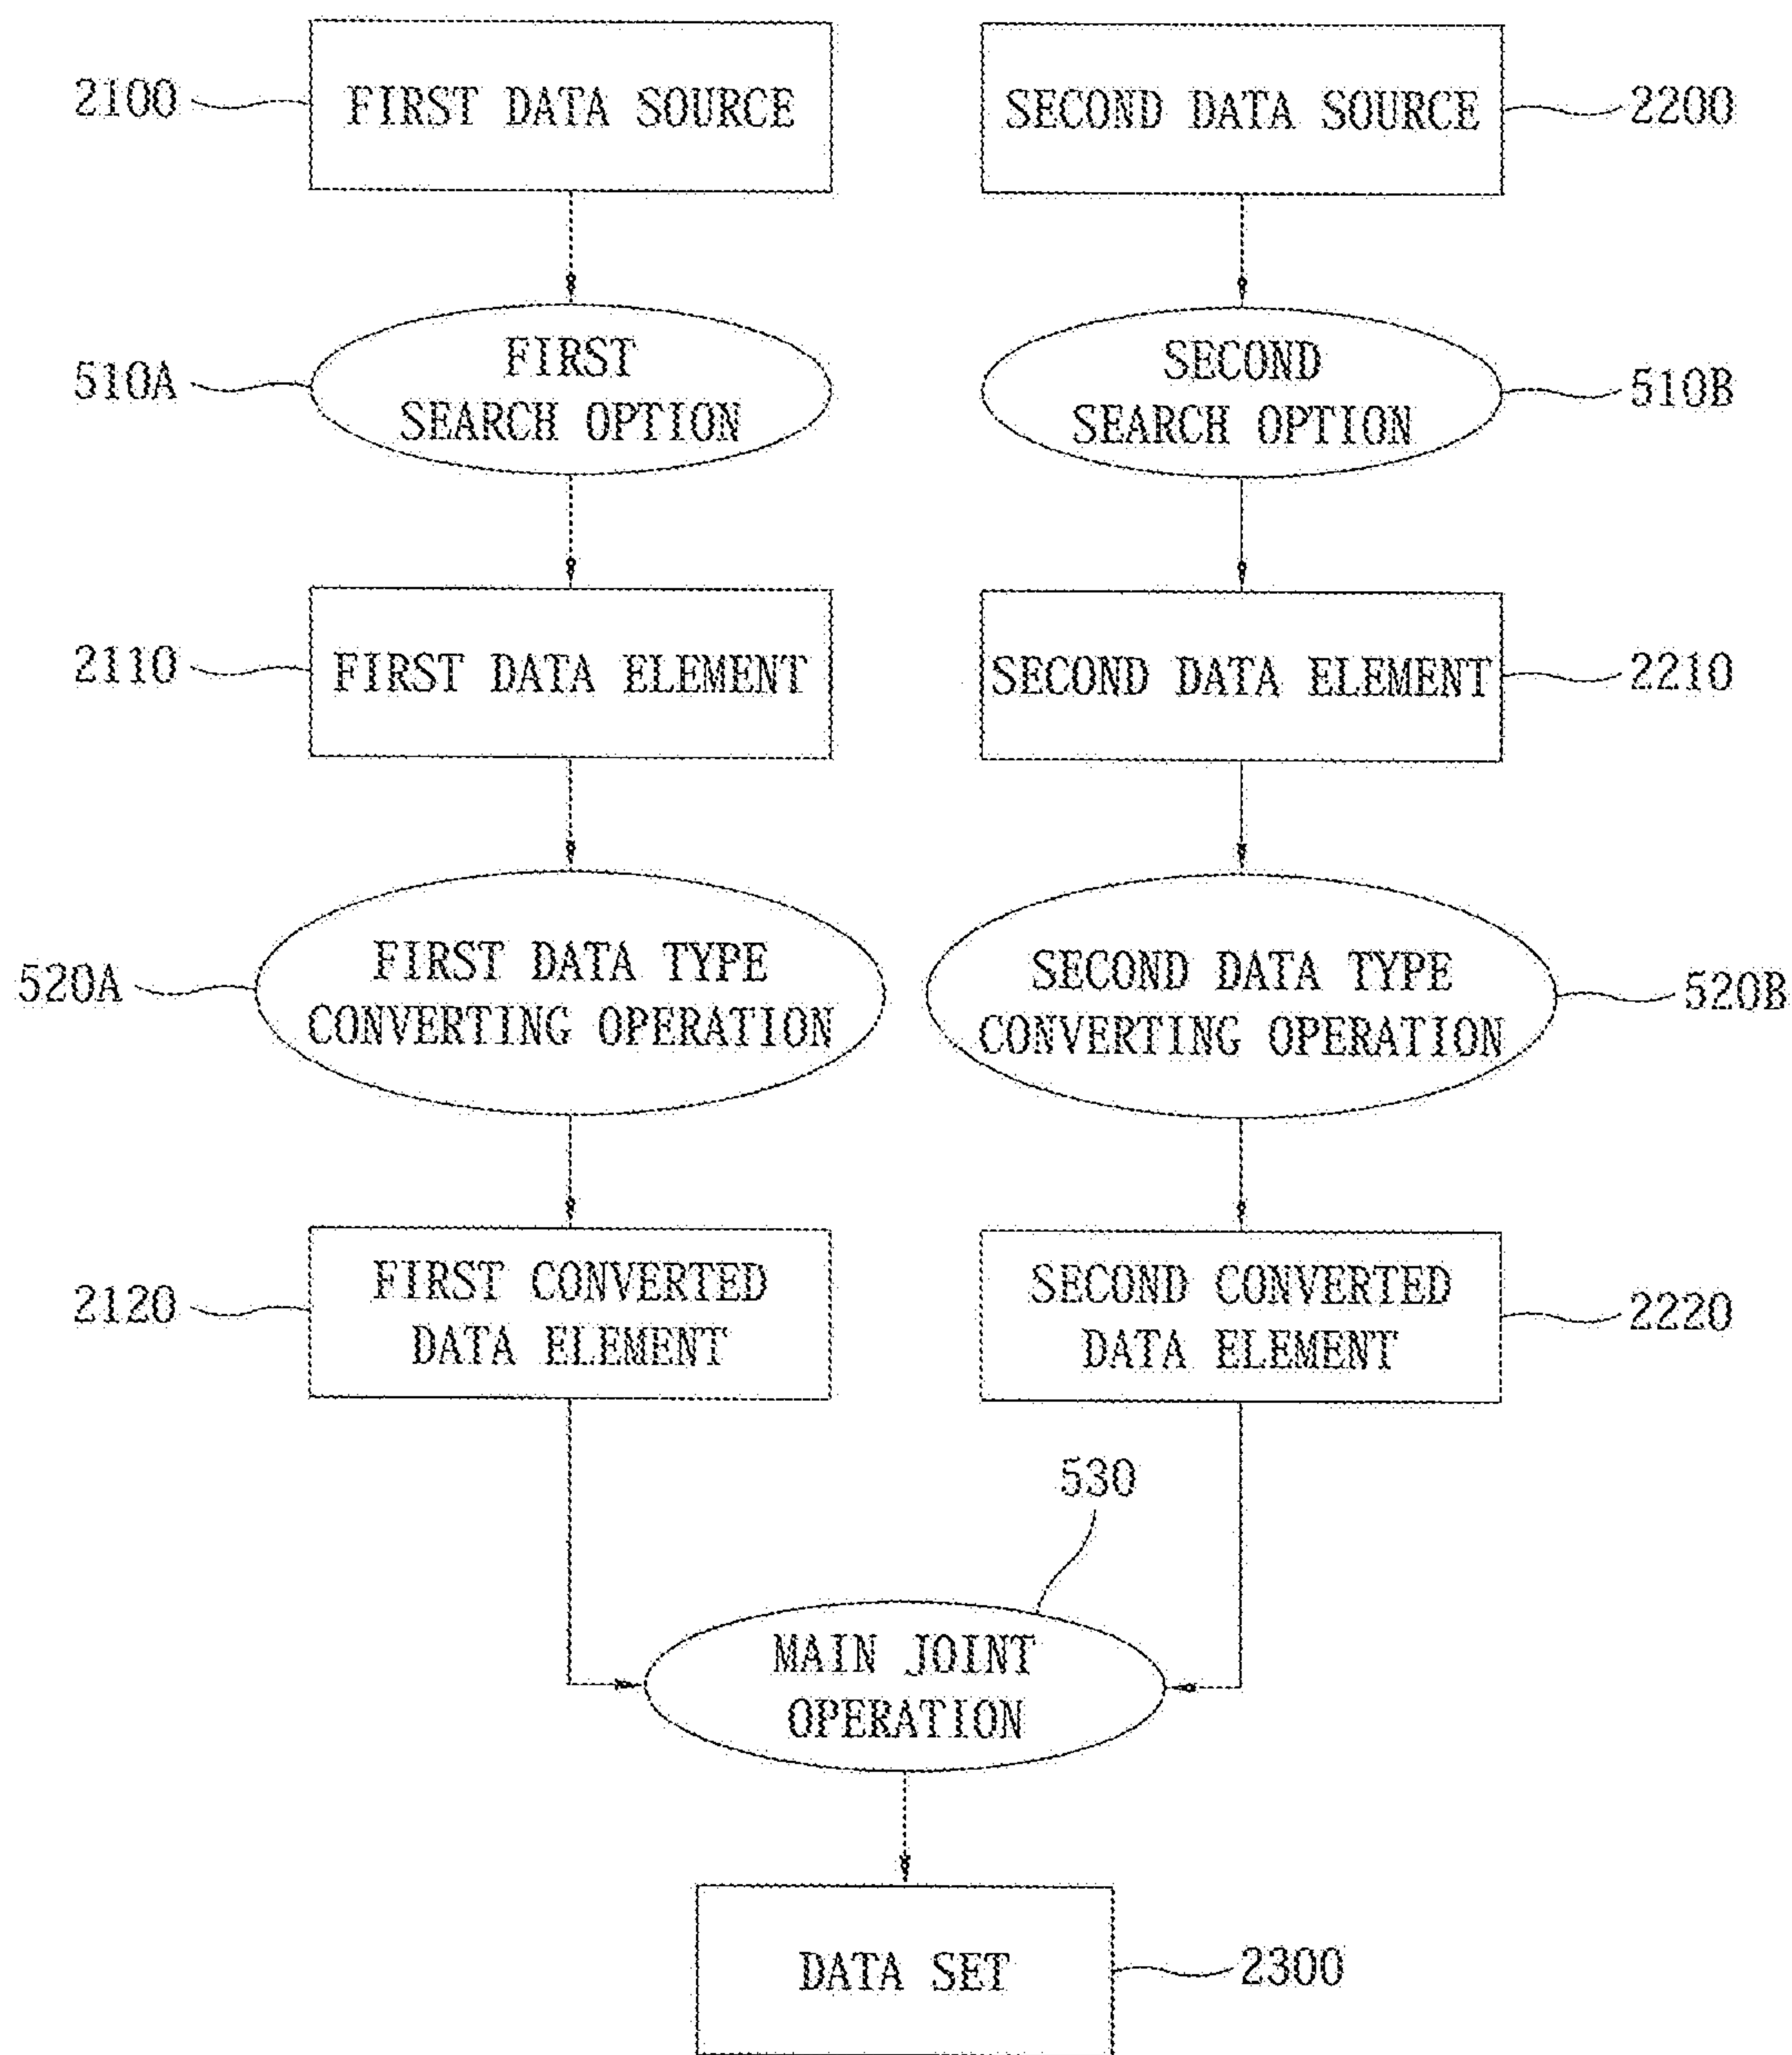 2100
FIRST DATA SOURCE
SECOND DATA SOURCE
2200
510A
FIRST
SEARCH OPTION
SECOND
SEARCH OPTION
510B
2110
FIRST DATA ELEMENT
SECOND DATA ELEMENT
2210
520A
FIRST DATA TYPE
CONVERTING OPERATION
SECOND DATA TYPE
CONVERTING OPERATION
520B
2120
FIRST CONVERTED
DATA ELEMENT
SECOND CONVERTED
DATA ELEMENT
2220
530
MAIN JOINT
OPERATION
DATA SET
2300